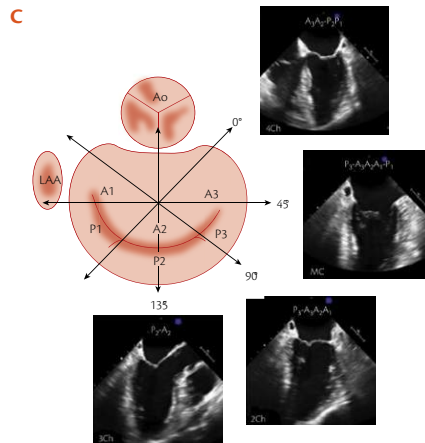 C
A₃A₂-P₂P₁
4Ch
Ao
0°
LAA
A1
A3
45°
P1
A2
P3
P2
90°
135°
P₃-A₃A₂A₁-P₁
MC
P₂-A₂
3Ch
P₃-A₃A₂A₁
2Ch